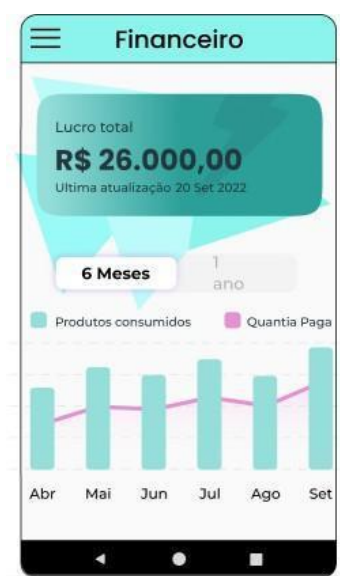 Financeiro
Lucro total
R$ 26.000,00
Ultima atualização 20 Set 2022
6 Meses
1
ano
Produtos consumidos Quantia Paga
Abr Mai Jun Jul Ago Set